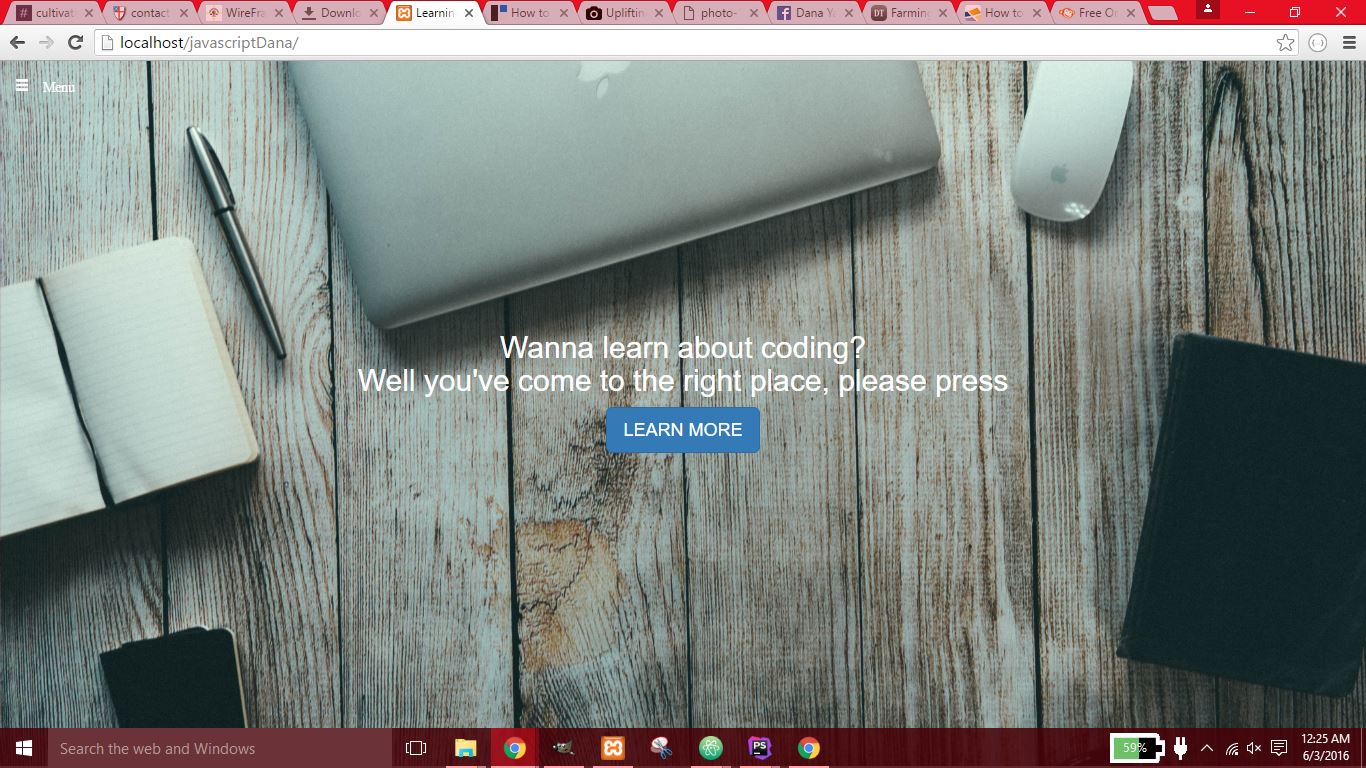 cultivat
contact
WireFra
Downlo
Learnin
How to
Uplifting
photo-
Dana Y
Farming
How to
Free On
localhost/javascriptDana/
Menu
Wanna learn about coding?
Well you've come to the right place, please press
LEARN MORE
Search the web and Windows
PS
59%
12:25 AM
6/3/2016